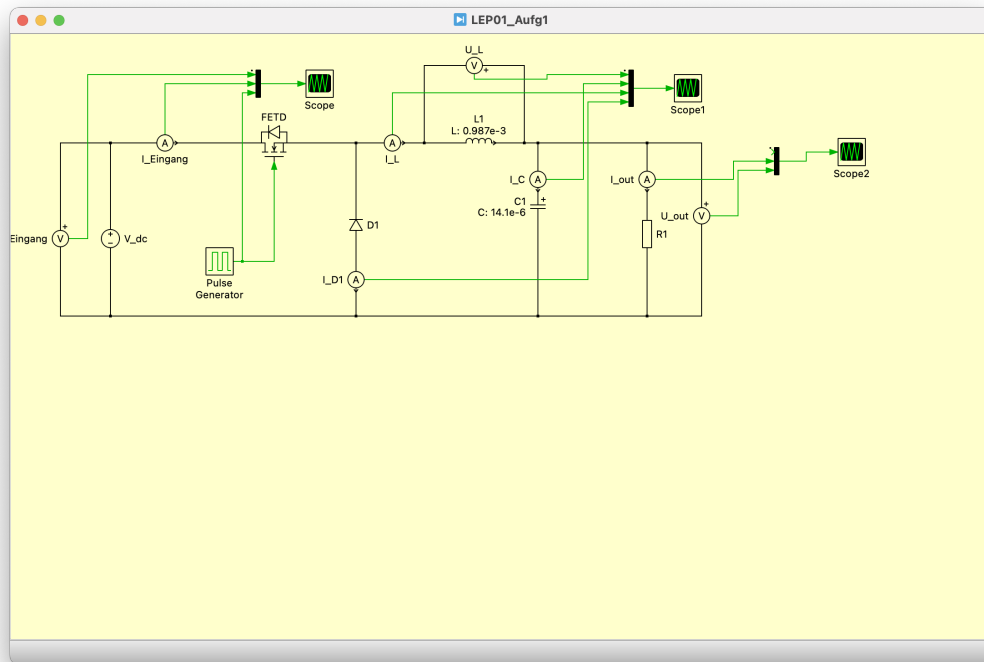 LEP01_Aufg1
U_L
Scope
Scope1
FETD
L1
L: 0.987e-3
I_Eingang
I_L
Scope2
I_C
I_out
C1
C: 14.1e-6
U_out
Eingang
V_dc
D1
R1
Pulse
Generator
I_D1